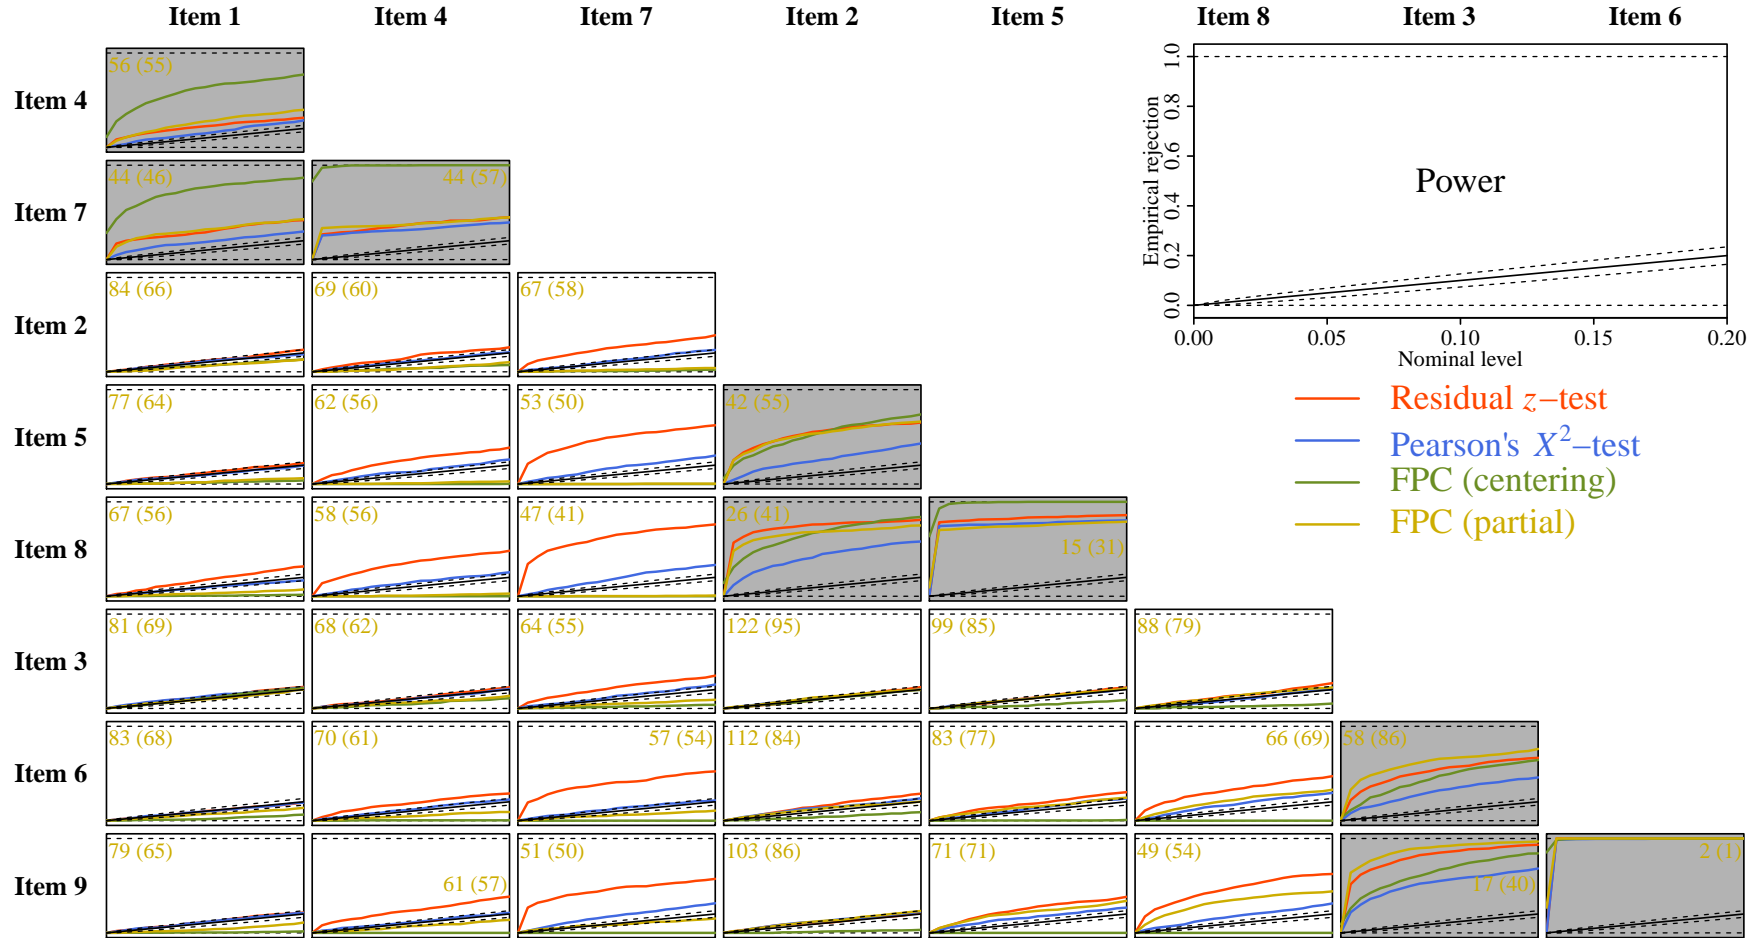 Item 1 Item 4 Item 7 Item 2 Item 5 Item 8 Item 3 Item 6
Item 4 56 (55)
Item 7 44 (46) 44 (57)
Item 2 84 (66) 69 (60) 67 (58)
Item 5 77 (64) 62 (56) 53 (50) 42 (55)
Item 8 67 (56) 58 (56) 47 (41) 26 (41) 15 (31)
Item 3 81 (69) 68 (62) 64 (55) 122 (95) 99 (85) 88 (79)
Item 6 83 (68) 70 (61) 57 (54) 112 (84) 83 (77) 66 (69) 58 (86)
Item 9 79 (65) 61 (57) 51 (50) 103 (86) 71 (71) 49 (54) 17 (40) 2 (1)
Empirical rejection
0.0 0.2 0.4 0.6 0.8 1.0
Power
0.00 0.05 0.10 0.15 0.20
Nominal level
Residual z−test
Pearson's X²−test
FPC (centering)
FPC (partial)